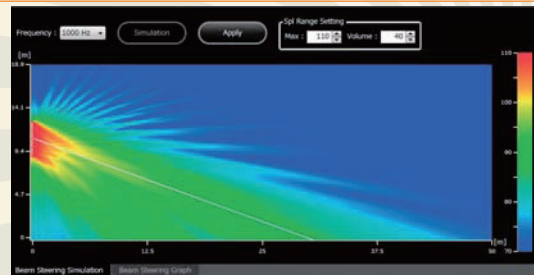 Frequency : 1000 Hz Simulation Apply
Spl Range Setting
Max : 110 Volume : 40
[m]
18.9
14.1
9.4
4.7
0
0 12.5 25 37.5 50 [m]
110
100
90
80
70
Beam Steering Simulation Beam Steering Graph